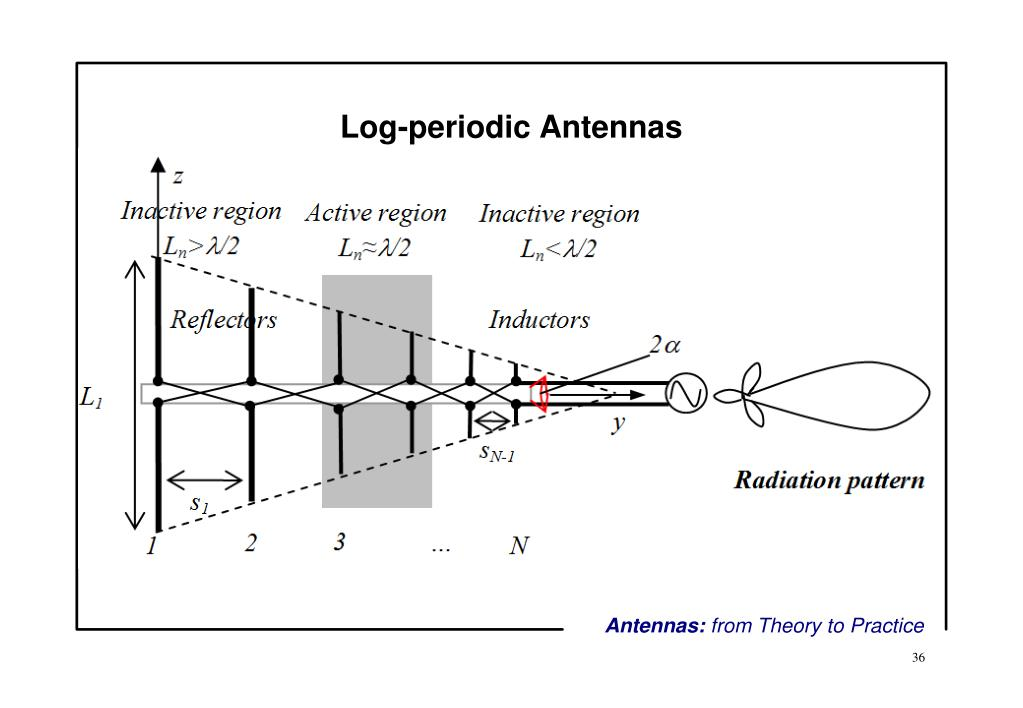 Log-periodic Antennas
z
Inactive region Active region Inactive region
Lₙ>λ/2 Lₙ≈λ/2 Lₙ<λ/2
Reflectors Inductors
2α
L₁
y
s_N-1
Radiation pattern
s₁
1 2 3 ... N
Antennas: from Theory to Practice
36